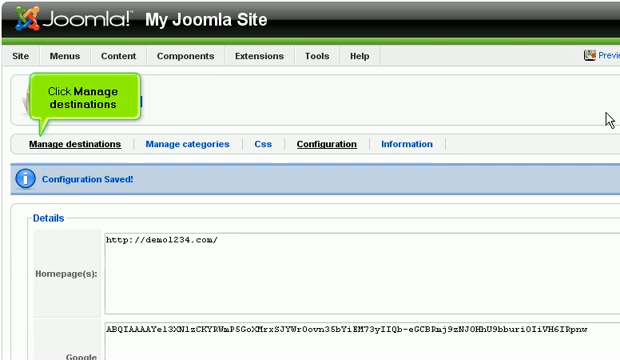 Joomla! My Joomla Site
Site Menus Content Components Extensions Tools Help Previe
Click Manage
destinations
Manage destinations Manage categories Css Configuration Information
Configuration Saved!
Details
http://demo1234.com/
Homepage(s):
Google